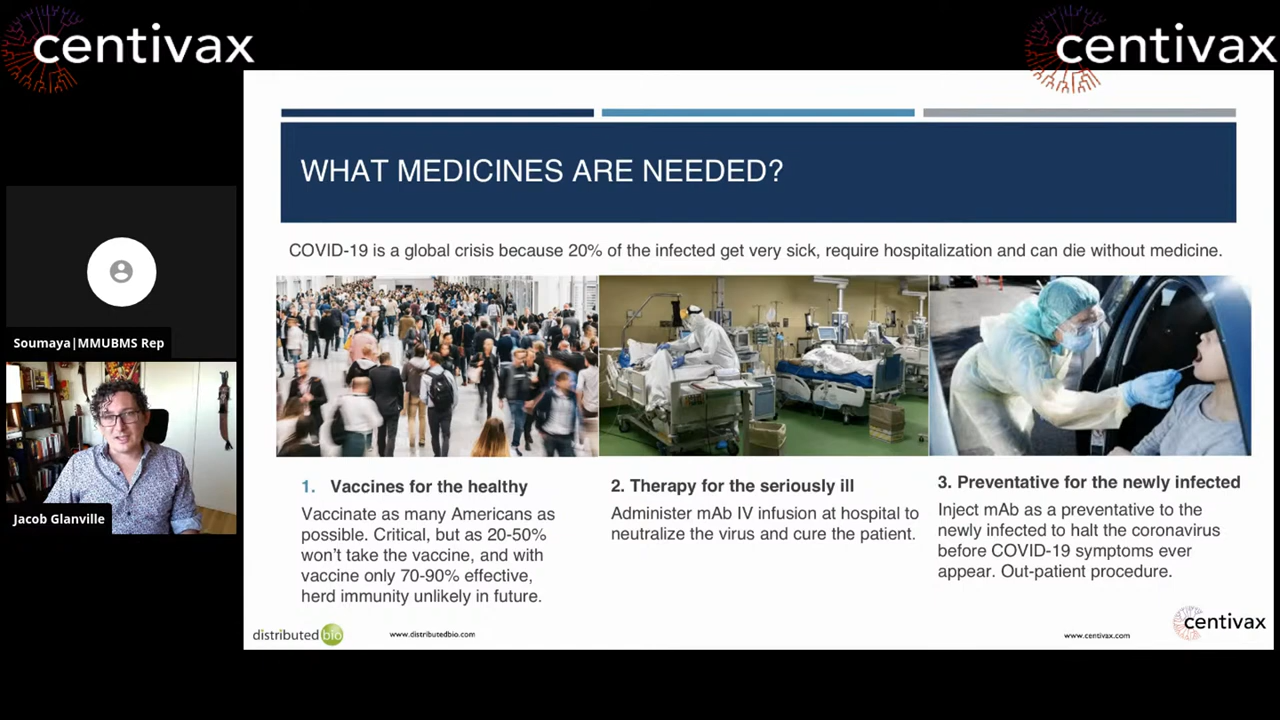 centivax
centivax
WHAT MEDICINES ARE NEEDED?
COVID-19 is a global crisis because 20% of the infected get very sick, require hospitalization and can die without medicine.
Soumaya|MMUBMS Rep
Jacob Glanville
1. Vaccines for the healthy
Vaccinate as many Americans as
possible. Critical, but as 20-50%
won't take the vaccine, and with
vaccine only 70-90% effective,
herd immunity unlikely in future.
2. Therapy for the seriously ill
Administer mAb IV infusion at hospital to
neutralize the virus and cure the patient.
3. Preventative for the newly infected
Inject mAb as a preventative to the
newly infected to halt the coronavirus
before COVID-19 symptoms ever
appear. Out-patient procedure.
distributed bio
www.distributedbio.com
www.centivax.com
centivax